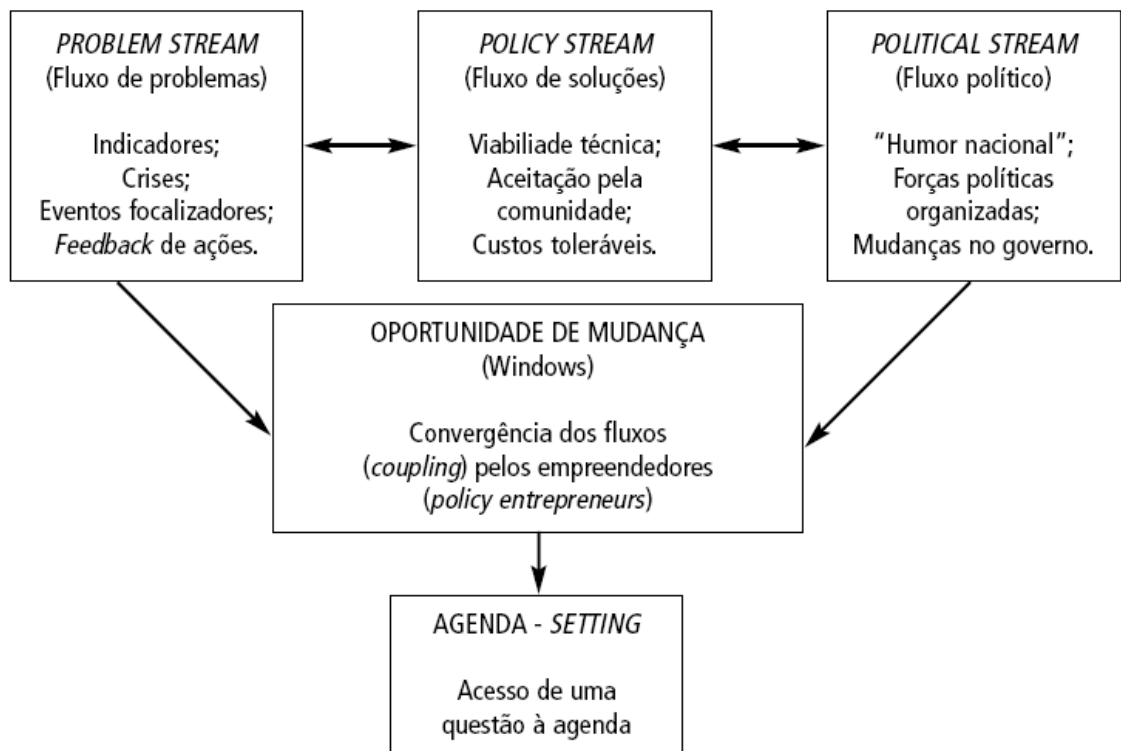 PROBLEM STREAM
(Fluxo de problemas)
Indicadores;
Crises;
Eventos focalizadores;
Feedback de ações.
POLICY STREAM
(Fluxo de soluções)
Viabiliade técnica;
Aceitação pela
comunidade;
Custos toleráveis.
POLITICAL STREAM
(Fluxo político)
“Humor nacional”;
Forças políticas
organizadas;
Mudanças no governo.
OPORTUNIDADE DE MUDANÇA
(Windows)
Convergência dos fluxos
(coupling) pelos empreendedores
(policy entrepreneurs)
AGENDA - SETTING
Acesso de uma
questão à agenda